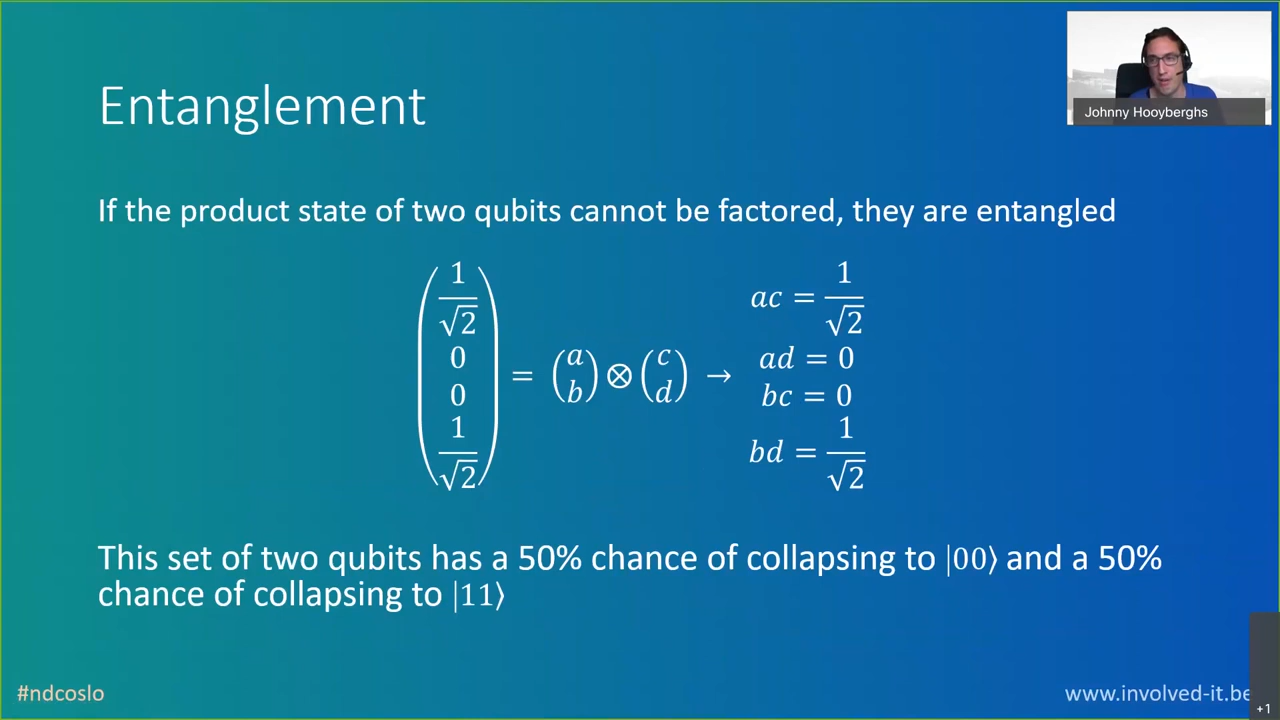 Entanglement
Johnny Hooyberghs
If the product state of two qubits cannot be factored, they are entangled
1
√2
0
0
1
√2
= (a b) ⊗ (c d) →
ac = 1/√2
ad = 0
bc = 0
bd = 1/√2
This set of two qubits has a 50% chance of collapsing to |00⟩ and a 50%
chance of collapsing to |11⟩
#ndcoslo
www.involved-it.be
+1